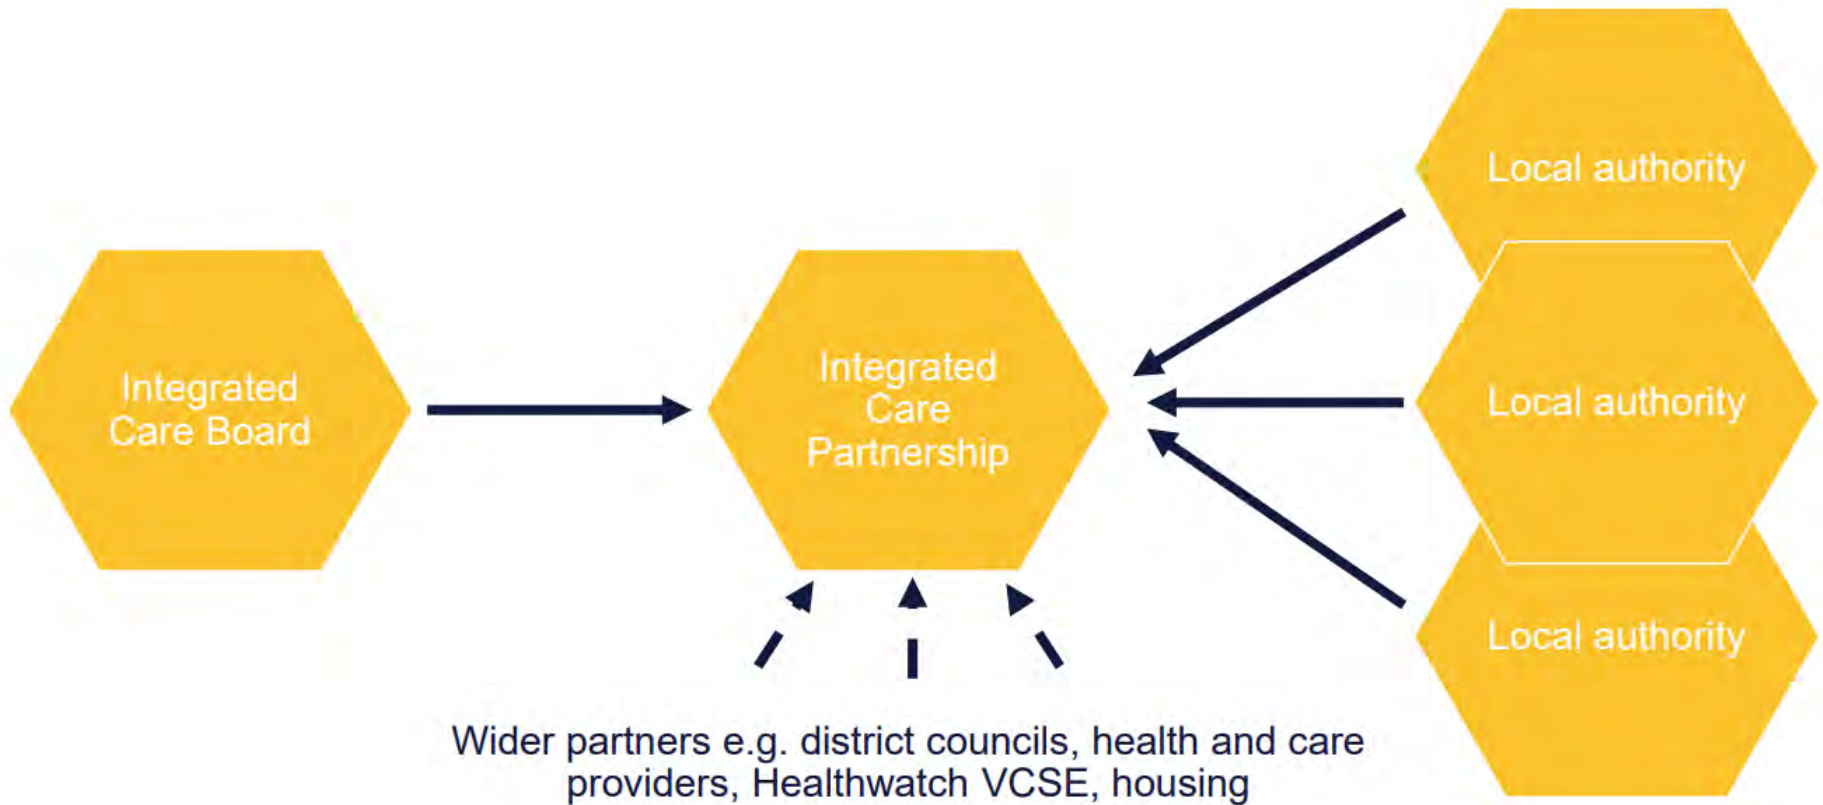 Local authority
Integrated
Care Board
Integrated
Care
Partnership
Local authority
Local authority
Wider partners e.g. district councils, health and care
providers, Healthwatch VCSE, housing